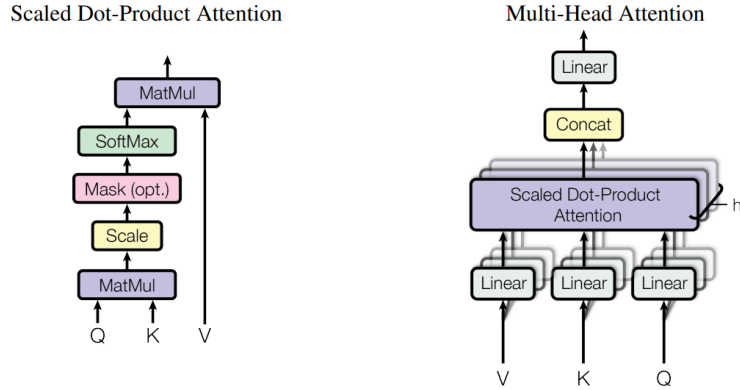 Scaled Dot-Product Attention
MatMul
SoftMax
Mask (opt.)
Scale
MatMul
Q K V
Multi-Head Attention
Linear
Concat
Scaled Dot-Product
Attention
h
Linear Linear Linear
V K Q